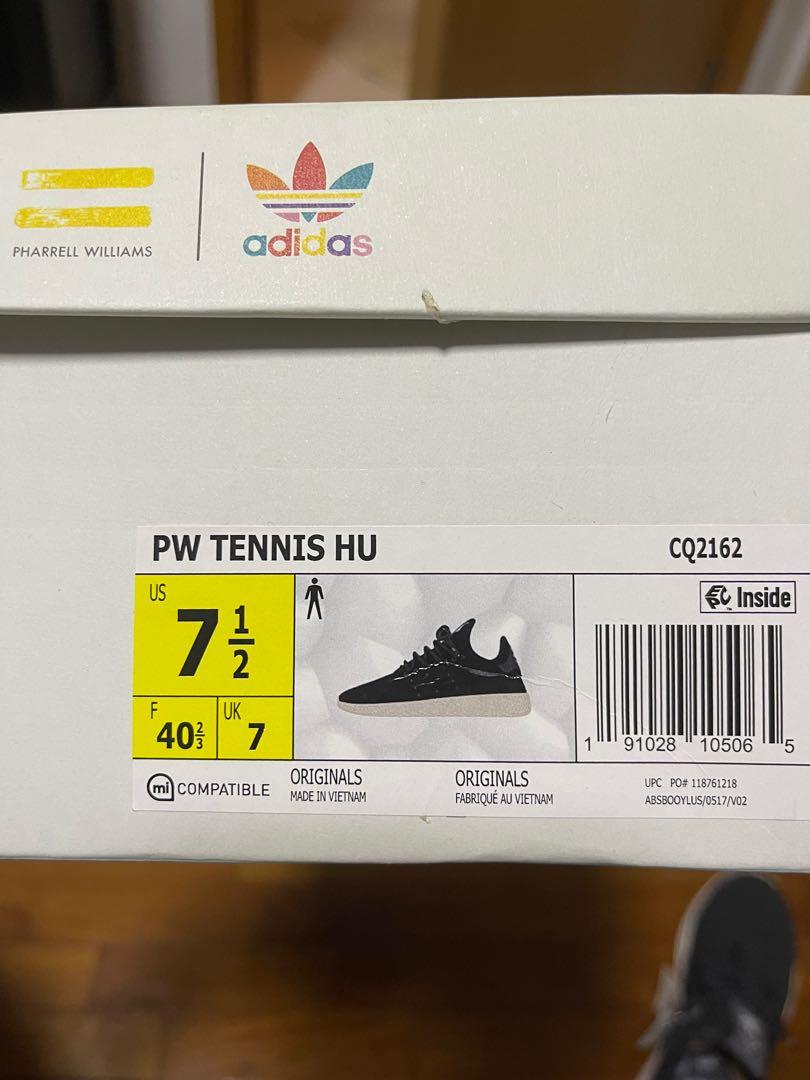 PHARRELL WILLIAMS
adidas
PW TENNIS HU
CQ2162
US
7 1/2
F
40 2/3
UK
7
Inside
1 91028 10506 5
mi COMPATIBLE
ORIGINALS
MADE IN VIETNAM
ORIGINALS
FABRIQUÉ AU VIETNAM
UPC PO# 118761218
ABSBOOYLUS/0517/V02